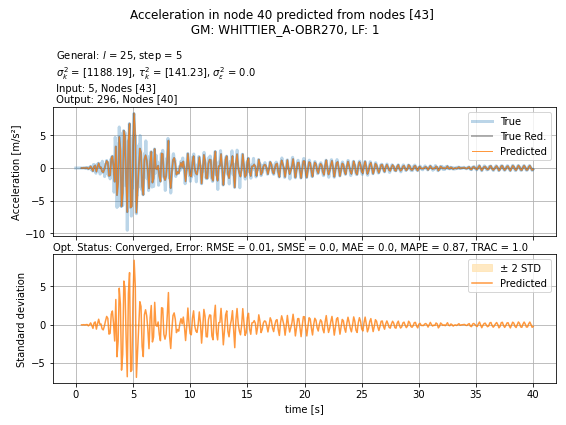 Acceleration in node 40 predicted from nodes [43]
GM: WHITTIER_A-OBR270, LF: 1
General: l = 25, step = 5
σ²ₖ = [1188.19], τ²ₖ = [141.23], σ²ε = 0.0
Input: 5, Nodes [43]
Output: 296, Nodes [40]
Acceleration [m/s²]
5
0
−5
−10
True
True Red.
Predicted
Opt. Status: Converged, Error: RMSE = 0.01, SMSE = 0.0, MAE = 0.0, MAPE = 0.87, TRAC = 1.0
Standard deviation
5
0
−5
± 2 STD
Predicted
0 5 10 15 20 25 30 35 40
time [s]